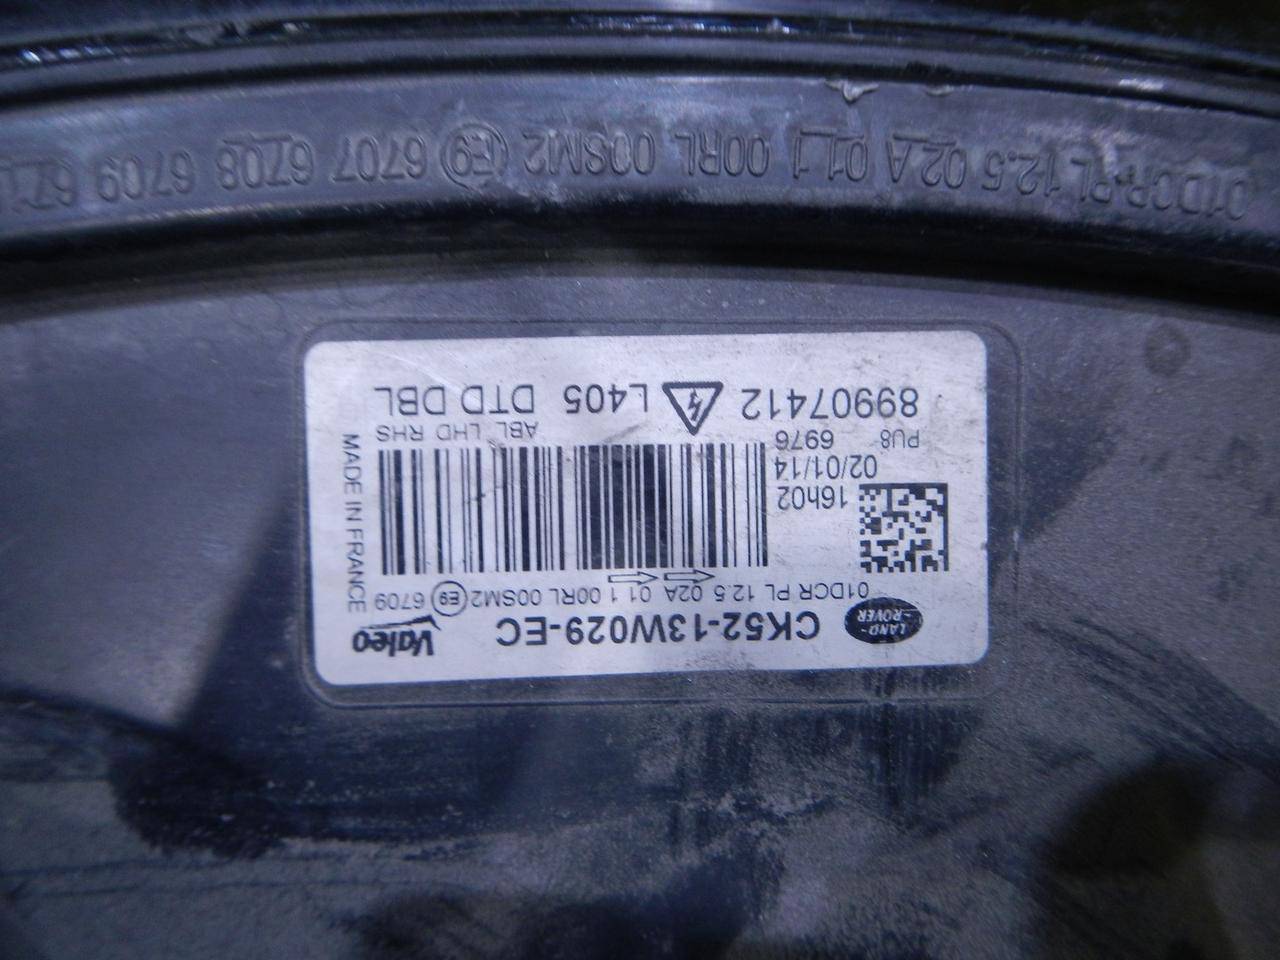 LAND-
-ROVER
CK52-13W029-EC
Valeo
01DCR PL 12.5 02A 01.1 00RL 00SM2 E9 6709
MADE IN FRANCE
16h02
02/01/14
PU8 6976
ABL LHD RHS
89907412 L405 DTD DBL
01DCR PL 12.5 02A 01.1 00RL 00SM2 E9 6707 6708 6709